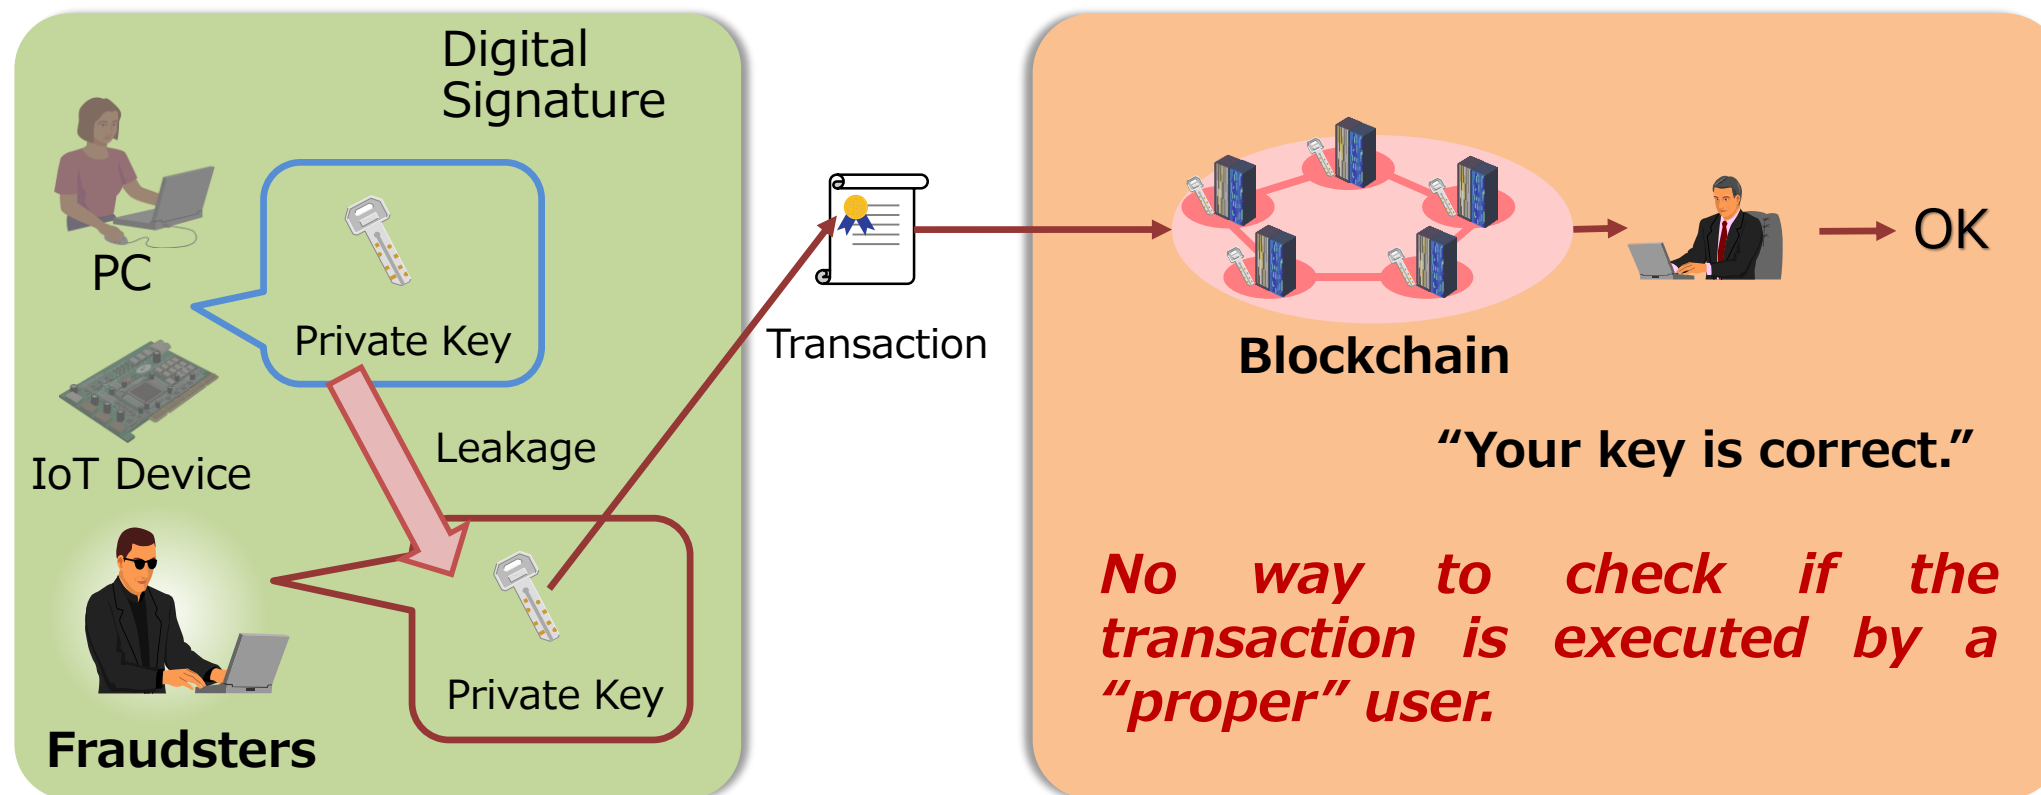 Digital
Signature
PC
Private Key
IoT Device
Leakage
Private Key
Fraudsters
Transaction
Blockchain
OK
“Your key is correct.”
No way to check if the
transaction is executed by a
“proper” user.